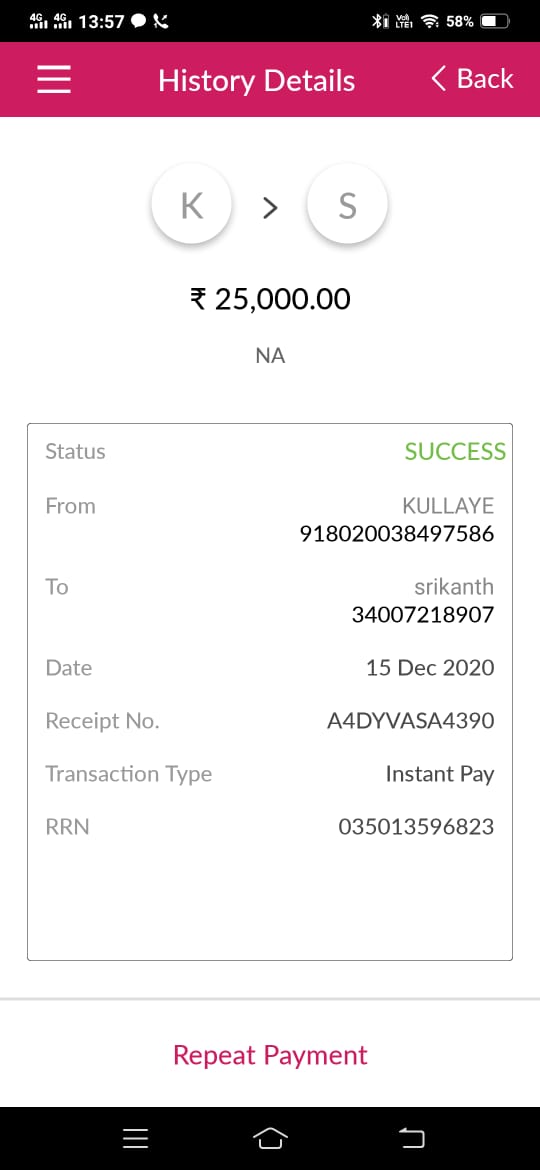 4G 4G 13:57 VoD LTE1 58%
History Details
Back
K > S
₹ 25,000.00
NA
Status SUCCESS
From KULLAYE
918020038497586
To srikanth
34007218907
Date 15 Dec 2020
Receipt No. A4DYVASA4390
Transaction Type Instant Pay
RRN 035013596823
Repeat Payment